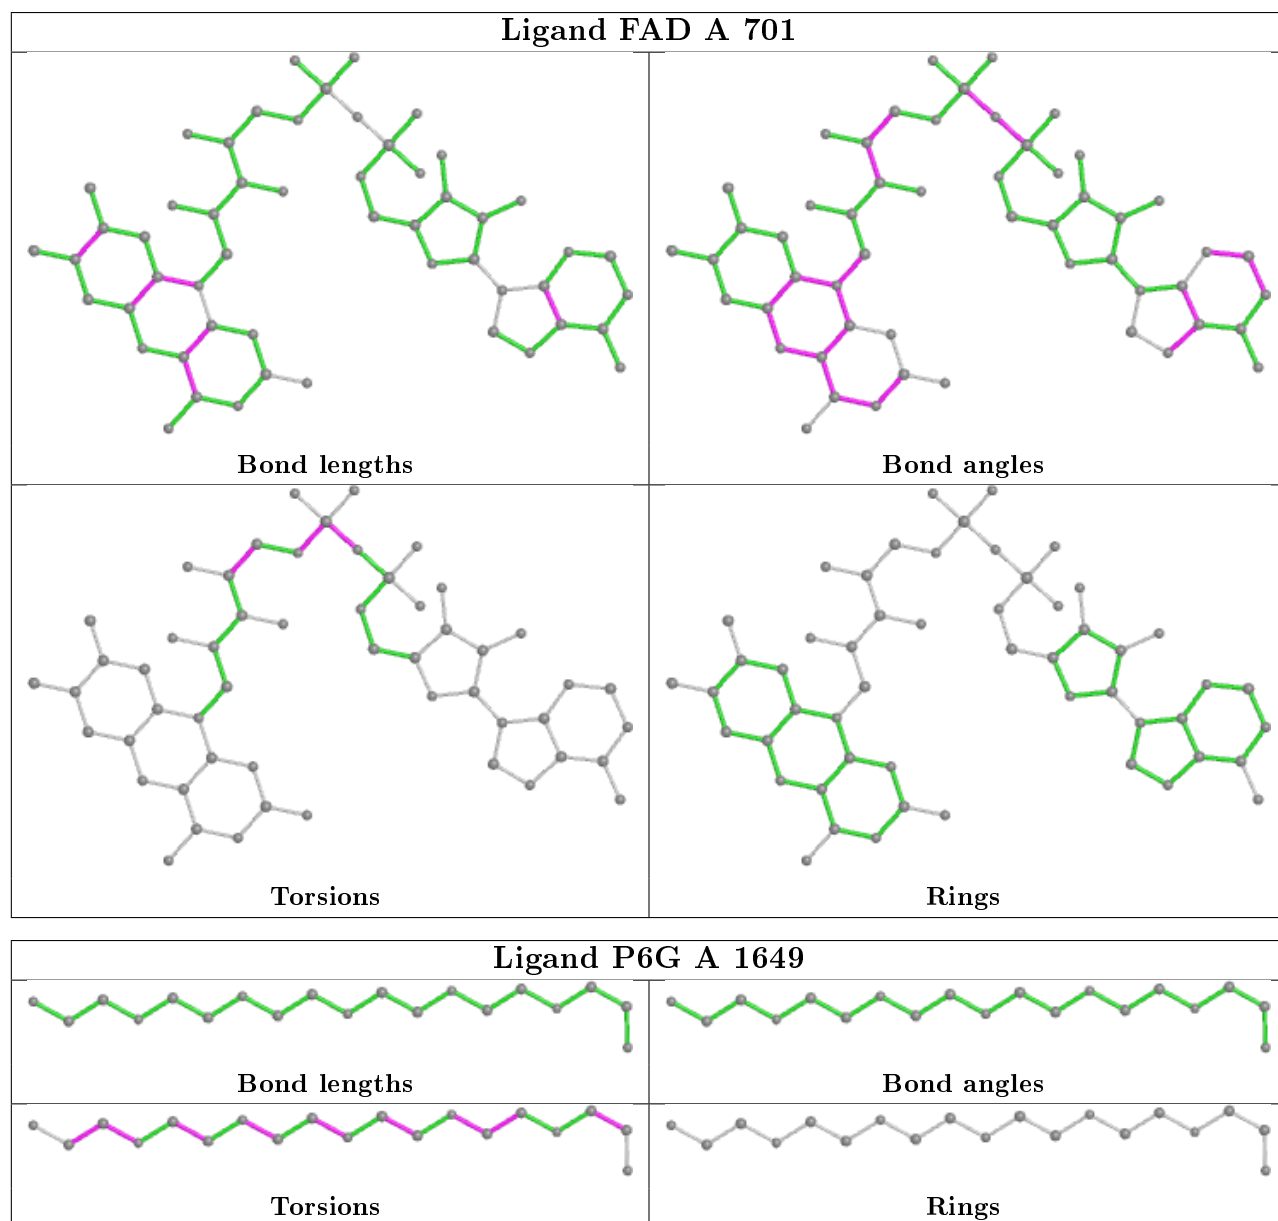 Ligand FAD A 701
Bond lengths
Bond angles
Torsions
Rings
Ligand P6G A 1649
Bond lengths
Bond angles
Torsions
Rings